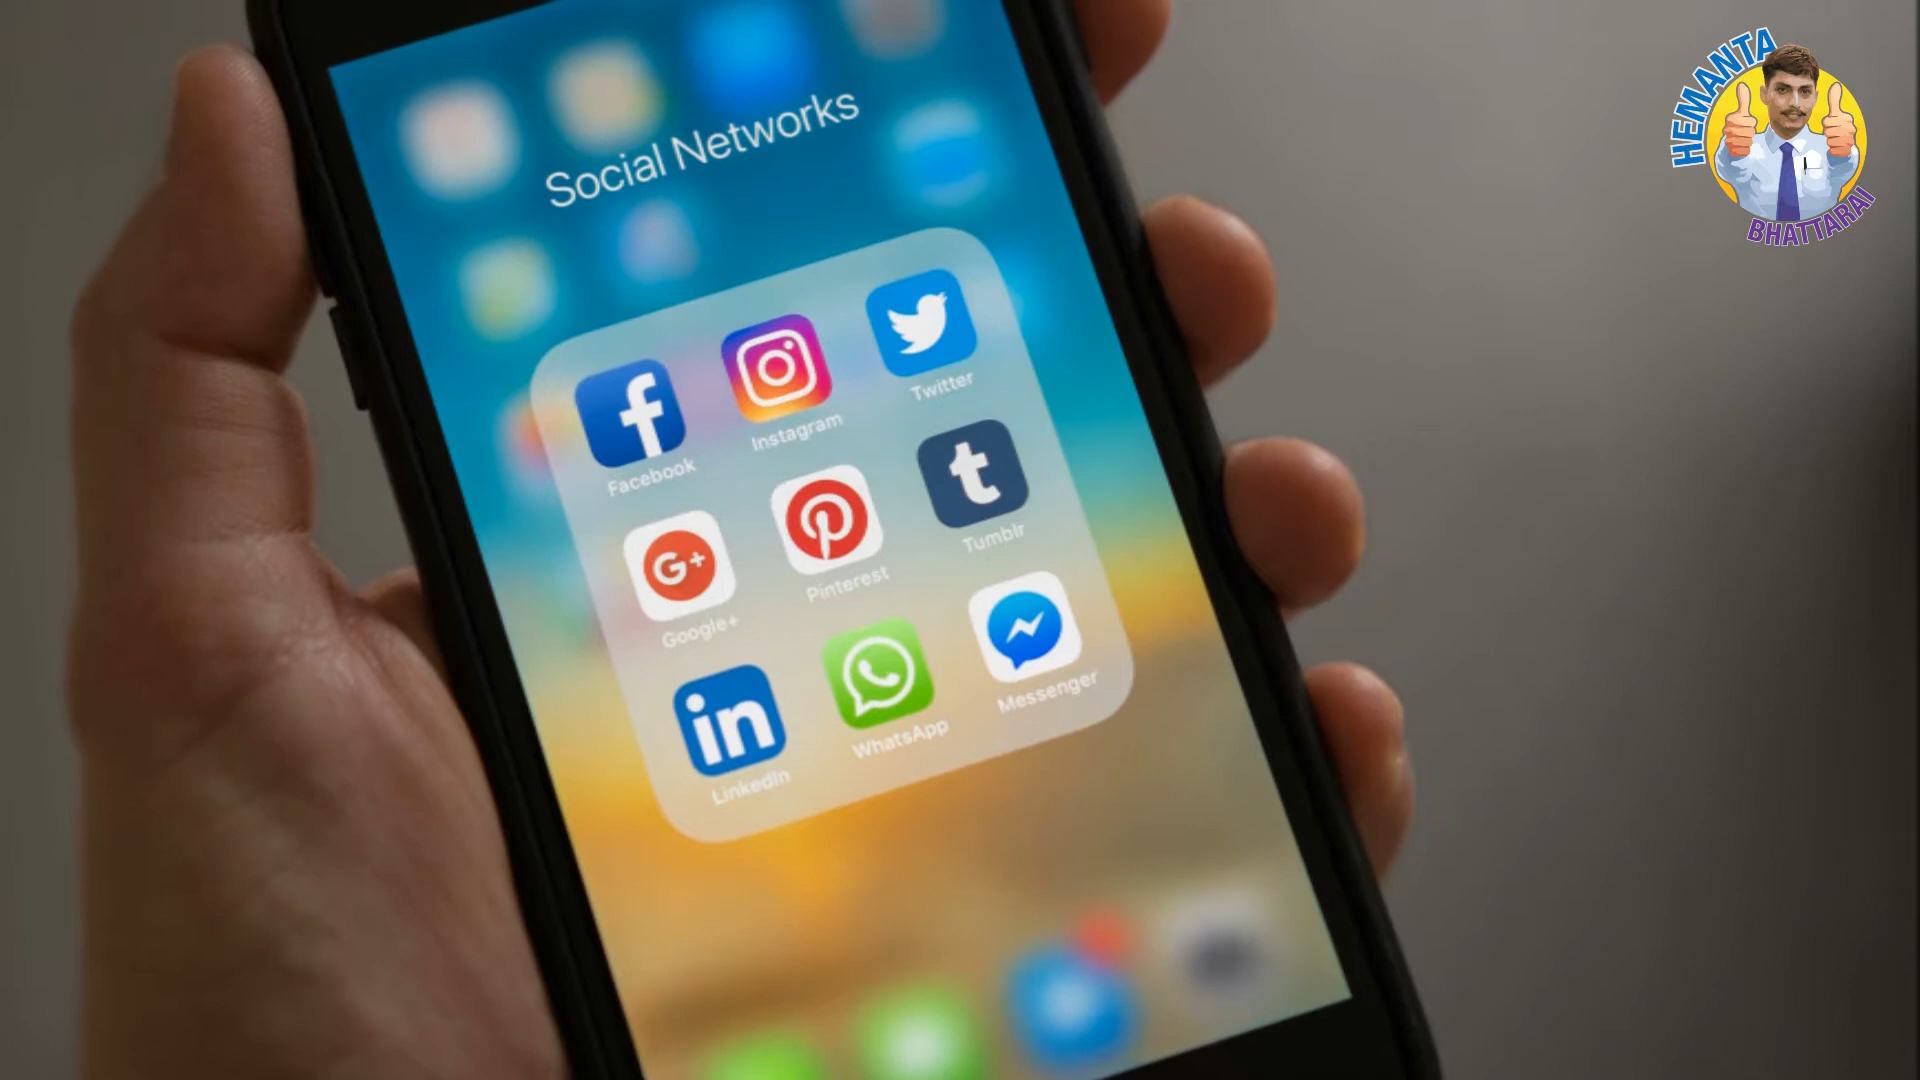 HEMANTA
BHATTARAI
Social Networks
Facebook
Instagram
Twitter
Google+
Pinterest
Tumblr
LinkedIn
WhatsApp
Messenger